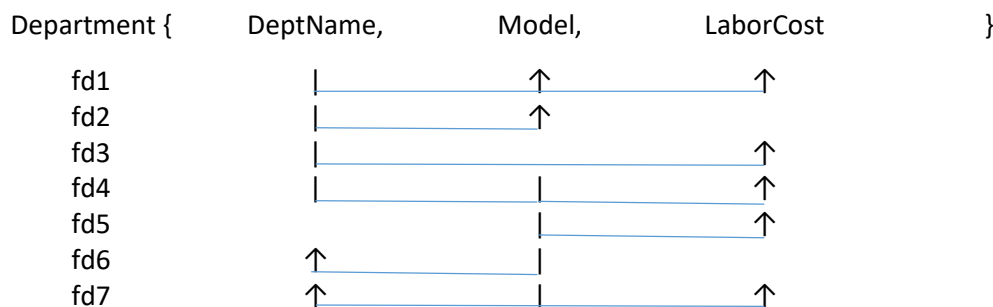 Department { DeptName, Model, LaborCost }
fd1
fd2
fd3
fd4
fd5
fd6
fd7